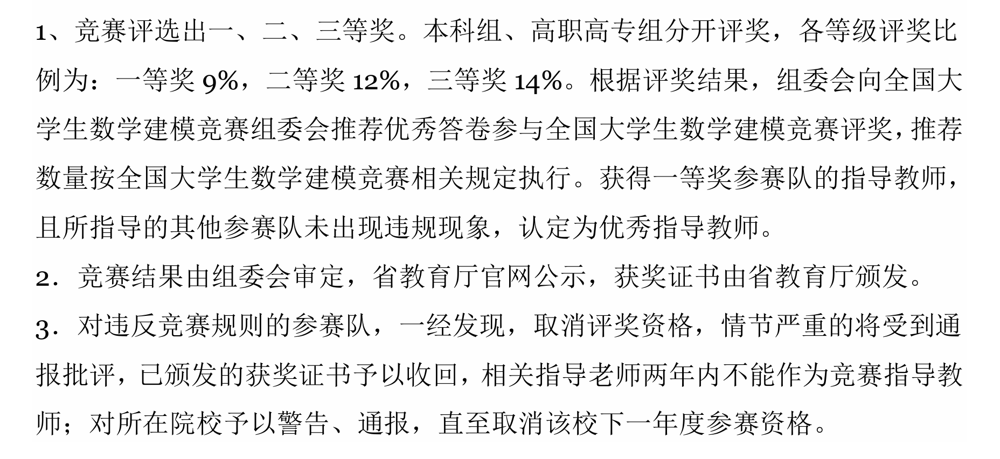 1、竞赛评选出一、二、三等奖。本科组、高职高专组分开评奖，各等级评奖比
例为：一等奖 9%，二等奖 12%，三等奖 14%。根据评奖结果，组委会向全国大
学生数学建模竞赛组委会推荐优秀答卷参与全国大学生数学建模竞赛评奖，推荐
数量按全国大学生数学建模竞赛相关规定执行。获得一等奖参赛队的指导教师，
且所指导的其他参赛队未出现违规现象，认定为优秀指导教师。
2．竞赛结果由组委会审定，省教育厅官网公示，获奖证书由省教育厅颁发。
3．对违反竞赛规则的参赛队，一经发现，取消评奖资格，情节严重的将受到通
报批评，已颁发的获奖证书予以收回，相关指导老师两年内不能作为竞赛指导教
师；对所在院校予以警告、通报，直至取消该校下一年度参赛资格。